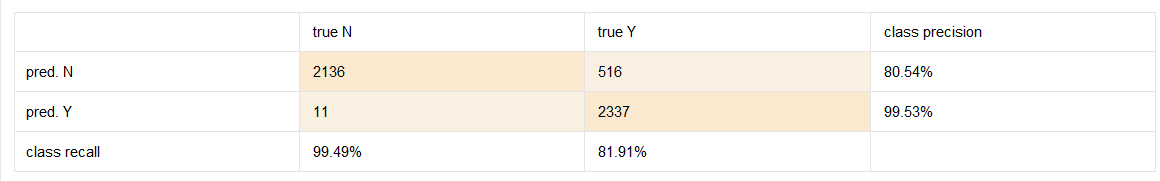 true N true Y class precision
pred. N 2136 516 80.54%
pred. Y 11 2337 99.53%
class recall 99.49% 81.91%